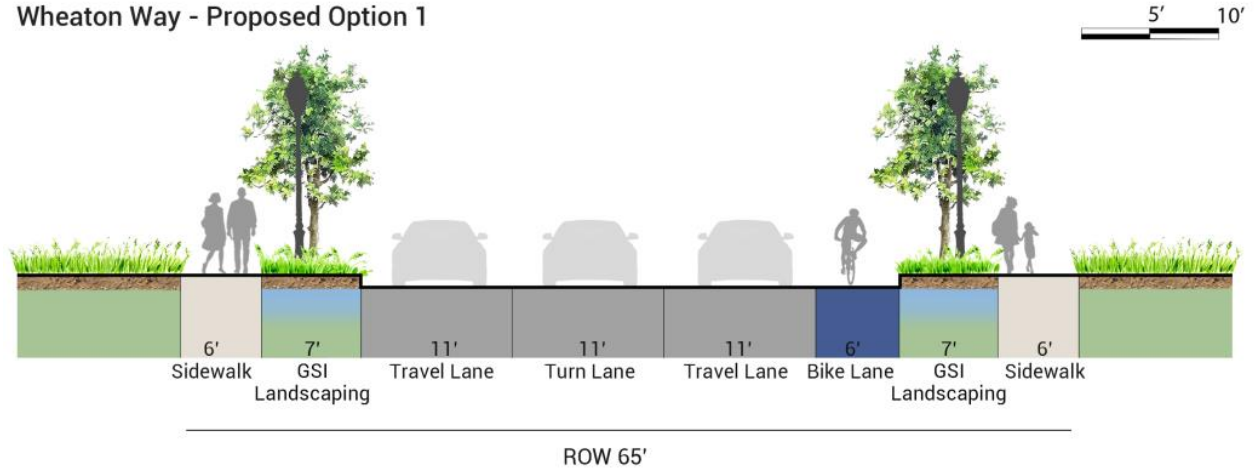 Wheaton Way - Proposed Option 1
5' 10'
6' 7' 11' 11' 11' 6' 7' 6'
Sidewalk GSI Travel Lane Turn Lane Travel Lane Bike Lane GSI Sidewalk
Landscaping Landscaping
ROW 65'